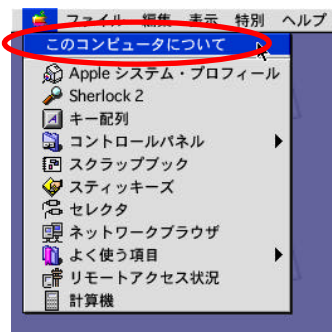 ファイル 編集 表示 特別 ヘルプ
このコンピュータについて
Apple システム・プロフィール
Sherlock 2
キー配列
コントロールパネル
スクラップブック
スティッキーズ
セレクタ
ネットワークブラウザ
よく使う項目
リモートアクセス状況
計算機